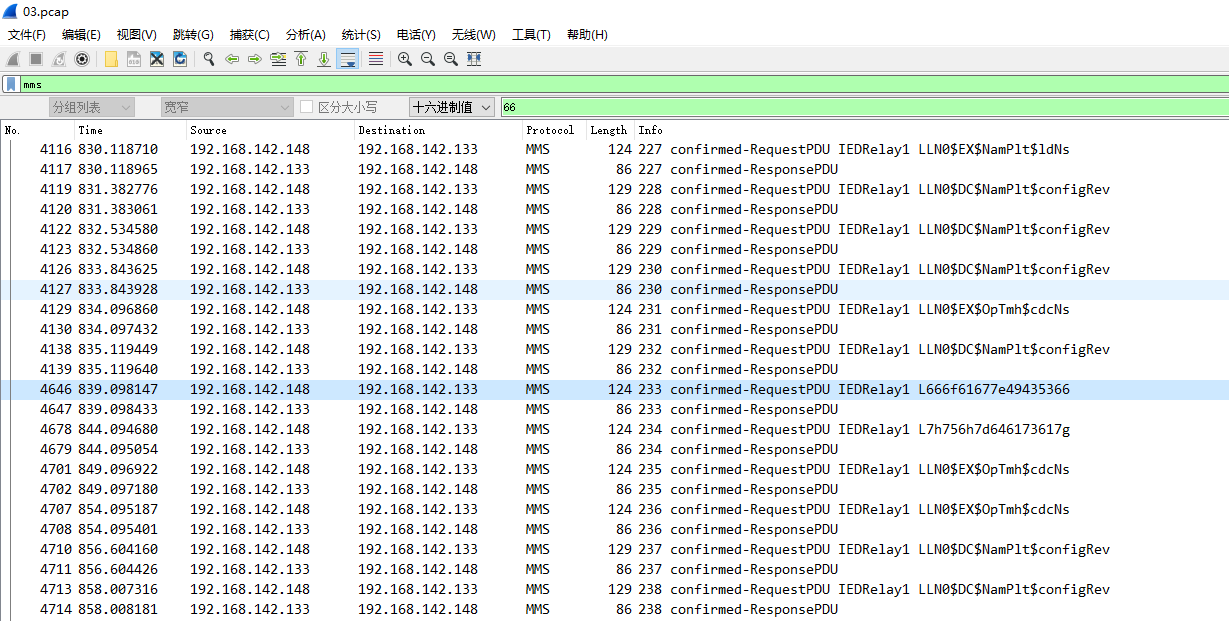 03.pcap
文件(F) 编辑(E) 视图(V) 跳转(G) 捕获(C) 分析(A) 统计(S) 电话(Y) 无线(W) 工具(T) 帮助(H)
mms
分组列表 宽窄 区分大小写 十六进制值 66
No. Time Source Destination Protocol Length Info
4116 830.118710 192.168.142.148 192.168.142.133 MMS 124 227 confirmed-RequestPDU IEDRelay1 LLN0$EX$NamPlt$ldNs
4117 830.118965 192.168.142.133 192.168.142.148 MMS 86 227 confirmed-ResponsePDU
4119 831.382776 192.168.142.148 192.168.142.133 MMS 129 228 confirmed-RequestPDU IEDRelay1 LLN0$DC$NamPlt$configRev
4120 831.383061 192.168.142.133 192.168.142.148 MMS 86 228 confirmed-ResponsePDU
4122 832.534580 192.168.142.148 192.168.142.133 MMS 129 229 confirmed-RequestPDU IEDRelay1 LLN0$DC$NamPlt$configRev
4123 832.534860 192.168.142.133 192.168.142.148 MMS 86 229 confirmed-ResponsePDU
4126 833.843625 192.168.142.148 192.168.142.133 MMS 129 230 confirmed-RequestPDU IEDRelay1 LLN0$DC$NamPlt$configRev
4127 833.843928 192.168.142.133 192.168.142.148 MMS 86 230 confirmed-ResponsePDU
4129 834.096860 192.168.142.148 192.168.142.133 MMS 124 231 confirmed-RequestPDU IEDRelay1 LLN0$EX$OpTmh$cdcNs
4130 834.097432 192.168.142.133 192.168.142.148 MMS 86 231 confirmed-ResponsePDU
4138 835.119449 192.168.142.148 192.168.142.133 MMS 129 232 confirmed-RequestPDU IEDRelay1 LLN0$DC$NamPlt$configRev
4139 835.119640 192.168.142.133 192.168.142.148 MMS 86 232 confirmed-ResponsePDU
4646 839.098147 192.168.142.148 192.168.142.133 MMS 124 233 confirmed-RequestPDU IEDRelay1 L666f61677e49435366
4647 839.098433 192.168.142.133 192.168.142.148 MMS 86 233 confirmed-ResponsePDU
4678 844.094680 192.168.142.148 192.168.142.133 MMS 124 234 confirmed-RequestPDU IEDRelay1 L7h756h7d646173617g
4679 844.095054 192.168.142.133 192.168.142.148 MMS 86 234 confirmed-ResponsePDU
4701 849.096922 192.168.142.148 192.168.142.133 MMS 124 235 confirmed-RequestPDU IEDRelay1 LLN0$EX$OpTmh$cdcNs
4702 849.097180 192.168.142.133 192.168.142.148 MMS 86 235 confirmed-ResponsePDU
4707 854.095187 192.168.142.148 192.168.142.133 MMS 124 236 confirmed-RequestPDU IEDRelay1 LLN0$EX$OpTmh$cdcNs
4708 854.095401 192.168.142.133 192.168.142.148 MMS 86 236 confirmed-ResponsePDU
4710 856.604160 192.168.142.148 192.168.142.133 MMS 129 237 confirmed-RequestPDU IEDRelay1 LLN0$DC$NamPlt$configRev
4711 856.604426 192.168.142.133 192.168.142.148 MMS 86 237 confirmed-ResponsePDU
4713 858.007316 192.168.142.148 192.168.142.133 MMS 129 238 confirmed-RequestPDU IEDRelay1 LLN0$DC$NamPlt$configRev
4714 858.008181 192.168.142.133 192.168.142.148 MMS 86 238 confirmed-ResponsePDU